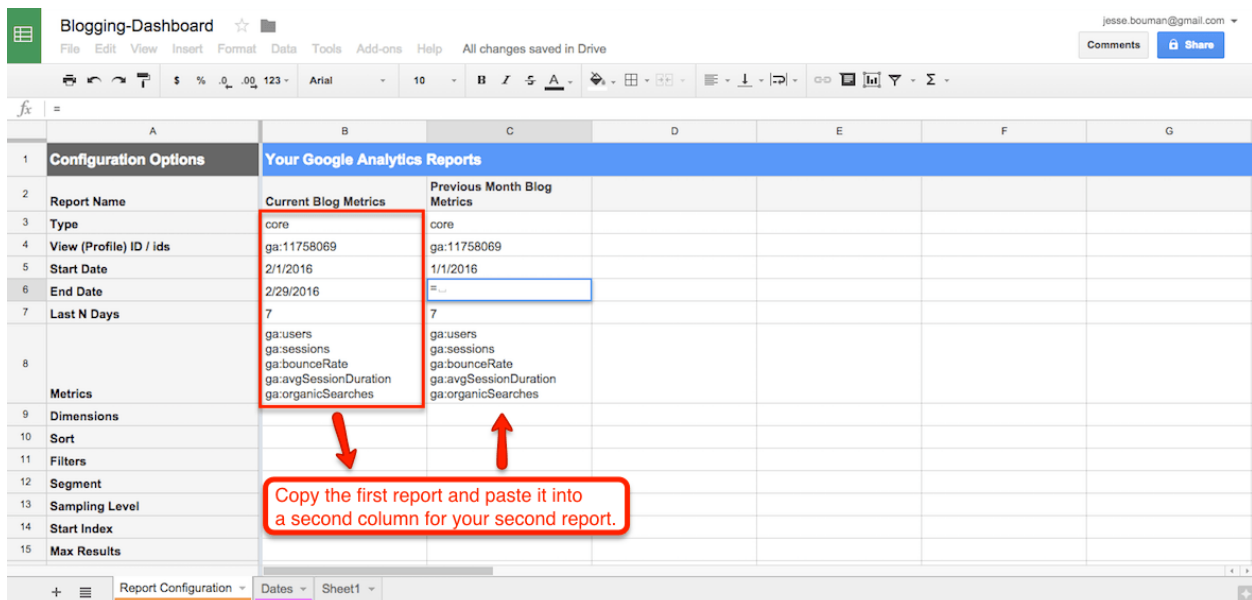 Blogging-Dashboard
jesse.bouman@gmail.com
File Edit View Insert Format Data Tools Add-ons Help All changes saved in Drive
Comments Share
$ % .0 .00 123 Arial 10 B I S A Σ
fx =
A B C D E F G
1 Configuration Options Your Google Analytics Reports
2 Report Name Current Blog Metrics Previous Month Blog Metrics
3 Type core core
4 View (Profile) ID / ids ga:11758069 ga:11758069
5 Start Date 2/1/2016 1/1/2016
6 End Date 2/29/2016 =
7 Last N Days 7 7
ga:users ga:users
ga:sessions ga:sessions
8 ga:bounceRate ga:bounceRate
ga:avgSessionDuration ga:avgSessionDuration
Metrics ga:organicSearches ga:organicSearches
9 Dimensions
10 Sort
11 Filters
12 Segment
13 Sampling Level
14 Start Index
15 Max Results
Copy the first report and paste it into
a second column for your second report.
+ Report Configuration Dates Sheet1